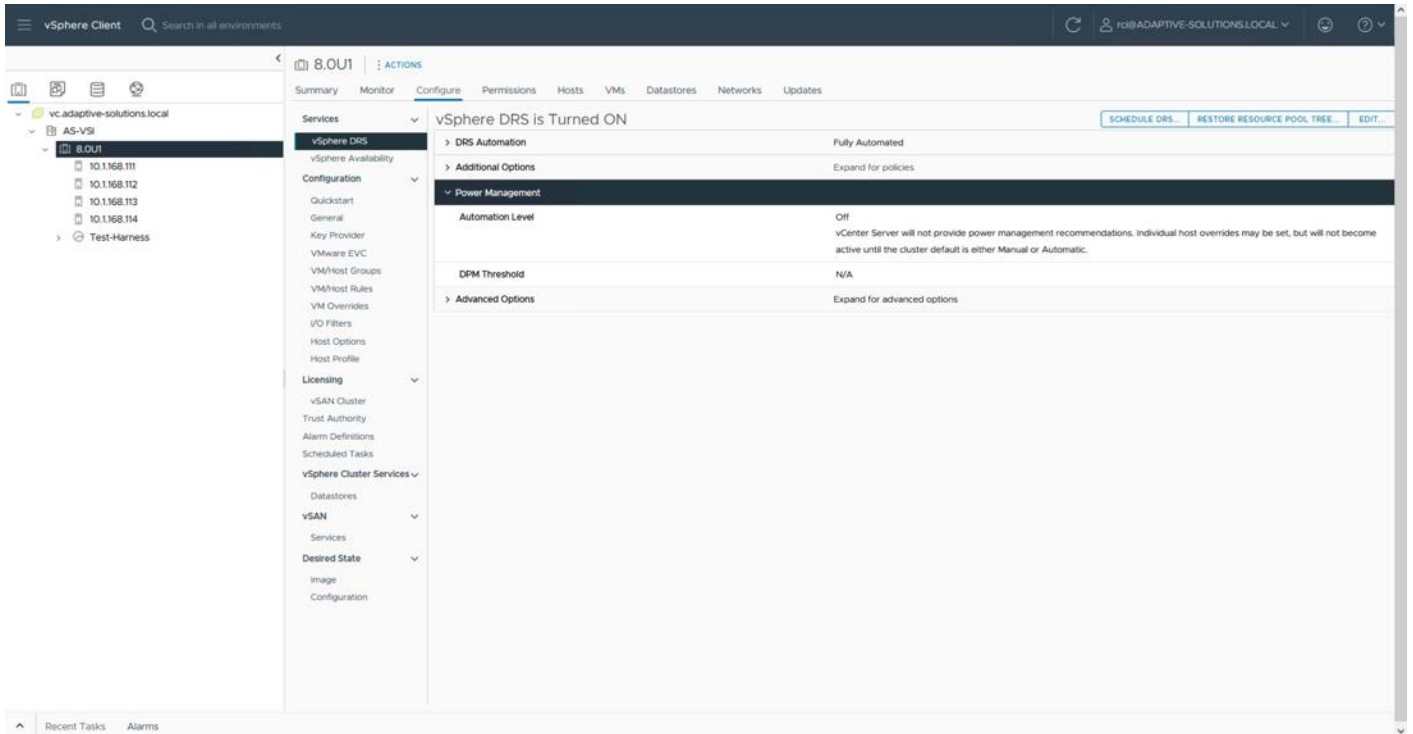 vSphere Client
Search in all environments
rci@ADAPTIVE-SOLUTIONS.LOCAL
vc.adaptive-solutions.local
AS-VSI
8.0U1
10.1.168.111
10.1.168.112
10.1.168.113
10.1.168.114
Test-Harness
8.0U1
ACTIONS
Summary Monitor Configure Permissions Hosts VMs Datastores Networks Updates
Services
vSphere DRS
vSphere Availability
Configuration
Quickstart
General
Key Provider
VMware EVC
VM/Host Groups
VM/Host Rules
VM Overrides
I/O Filters
Host Options
Host Profile
Licensing
vSAN Cluster
Trust Authority
Alarm Definitions
Scheduled Tasks
vSphere Cluster Services
Datastores
vSAN
Services
Desired State
Image
Configuration
vSphere DRS is Turned ON
SCHEDULE DRS... RESTORE RESOURCE POOL TREE... EDIT...
DRS Automation Fully Automated
Additional Options Expand for policies
Power Management
Automation Level Off
vCenter Server will not provide power management recommendations. Individual host overrides may be set, but will not become
active until the cluster default is either Manual or Automatic.
DPM Threshold N/A
Advanced Options Expand for advanced options
Recent Tasks Alarms